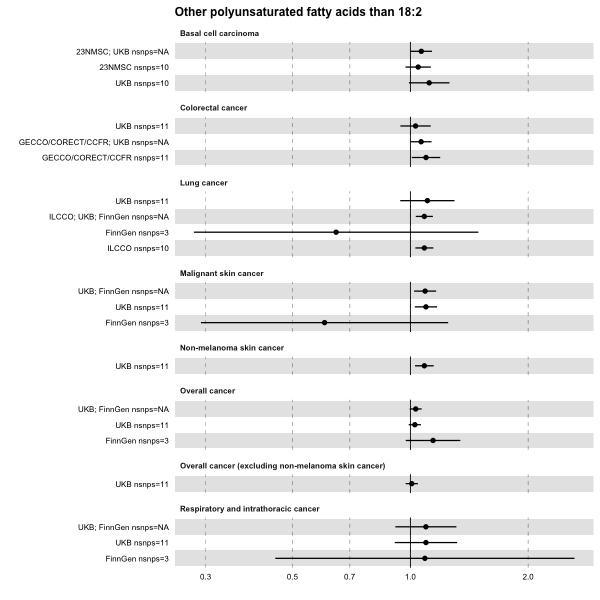 Other polyunsaturated fatty acids than 18:2
Basal cell carcinoma
23NMSC; UKB nsnps=NA
23NMSC nsnps=10
UKB nsnps=10
Colorectal cancer
UKB nsnps=11
GECCO/CORECT/CCFR; UKB nsnps=NA
GECCO/CORECT/CCFR nsnps=11
Lung cancer
UKB nsnps=11
ILCCO; UKB; FinnGen nsnps=NA
FinnGen nsnps=3
ILCCO nsnps=10
Malignant skin cancer
UKB; FinnGen nsnps=NA
UKB nsnps=11
FinnGen nsnps=3
Non-melanoma skin cancer
UKB nsnps=11
Overall cancer
UKB; FinnGen nsnps=NA
UKB nsnps=11
FinnGen nsnps=3
Overall cancer (excluding non-melanoma skin cancer)
UKB nsnps=11
Respiratory and intrathoracic cancer
UKB; FinnGen nsnps=NA
UKB nsnps=11
FinnGen nsnps=3
0.3 0.5 0.7 1.0 2.0